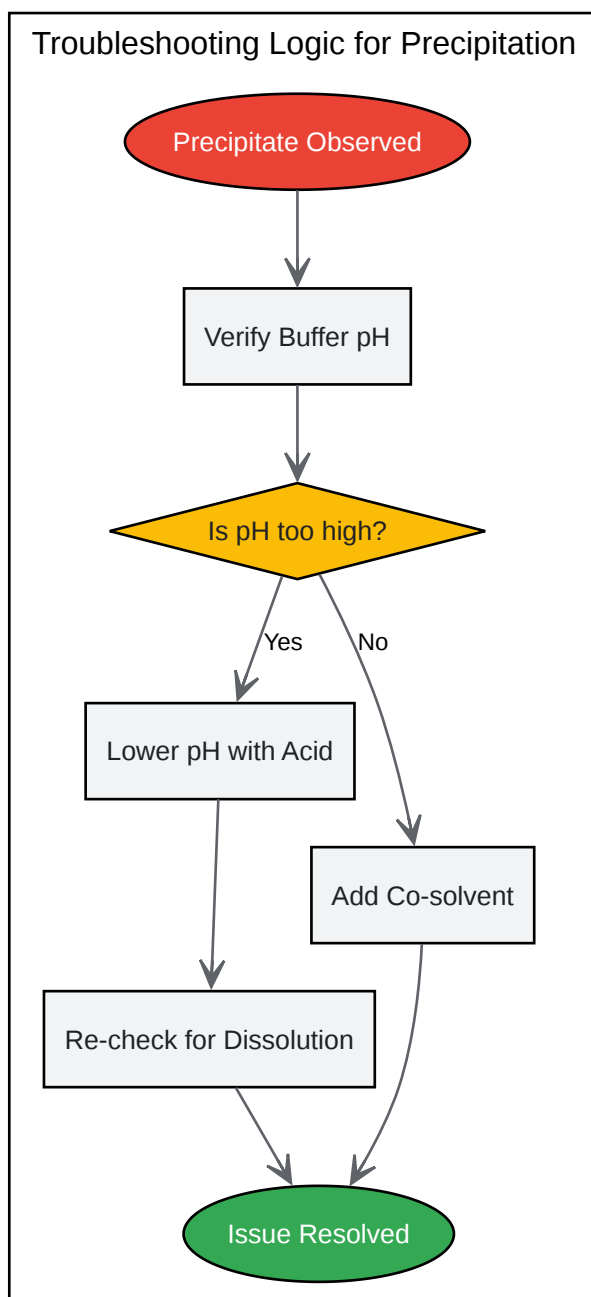 Troubleshooting Logic for Precipitation
Precipitate Observed
Verify Buffer pH
Is pH too high?
Yes
No
Lower pH with Acid
Add Co-solvent
Re-check for Dissolution
Issue Resolved